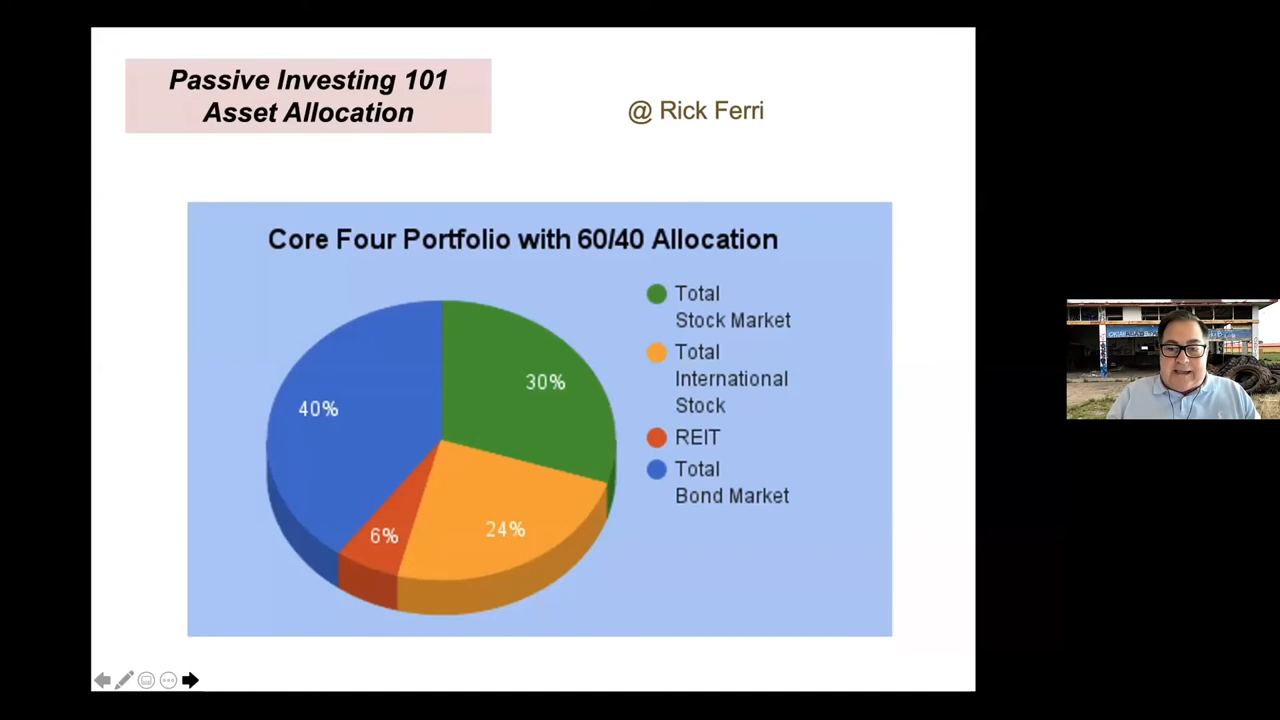 Passive Investing 101
Asset Allocation
@ Rick Ferri
Core Four Portfolio with 60/40 Allocation
Total
Stock Market
Total
International
Stock
REIT
Total
Bond Market
30%
40%
24%
6%